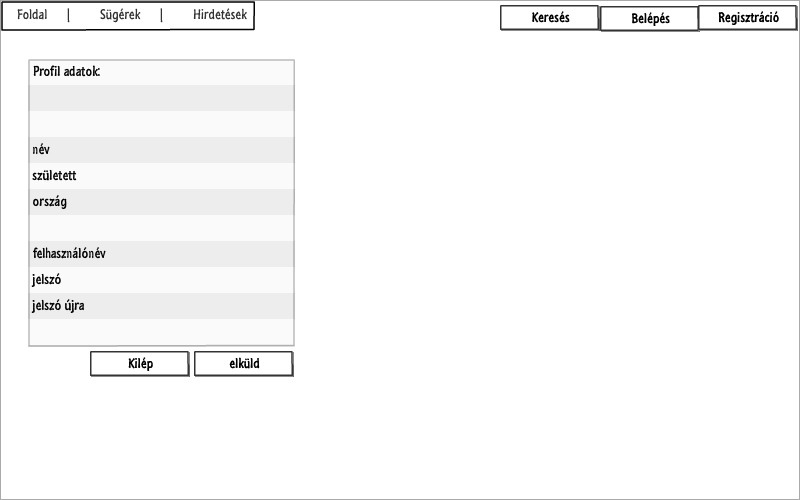 Foldal | Sügérek | Hirdetések
Keresés Belépés Regisztráció
Profil adatok:
név
született
ország
felhasználónév
jelszó
jelszó újra
Kilép elküld